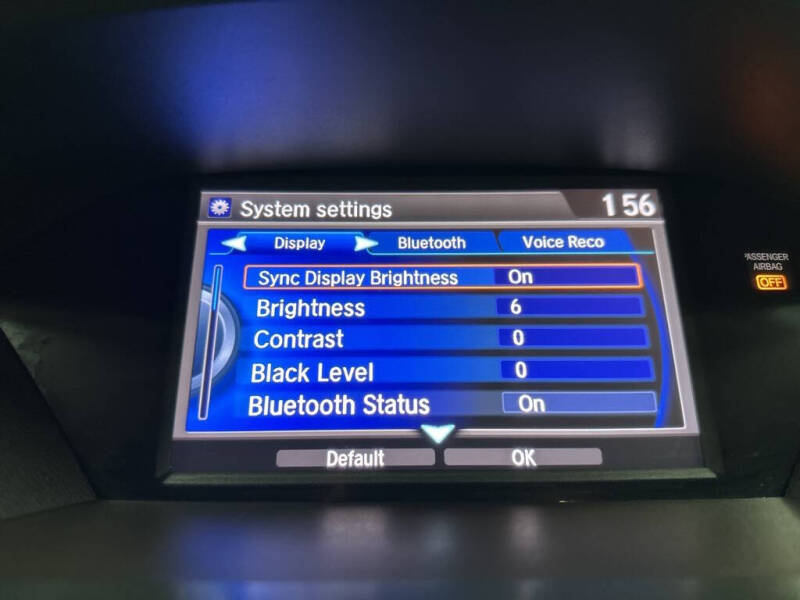 System settings 1 56
Display Bluetooth Voice Reco
Sync Display Brightness On
Brightness 6
Contrast 0
Black Level 0
Bluetooth Status On
Default OK
PASSENGER
AIRBAG
OFF